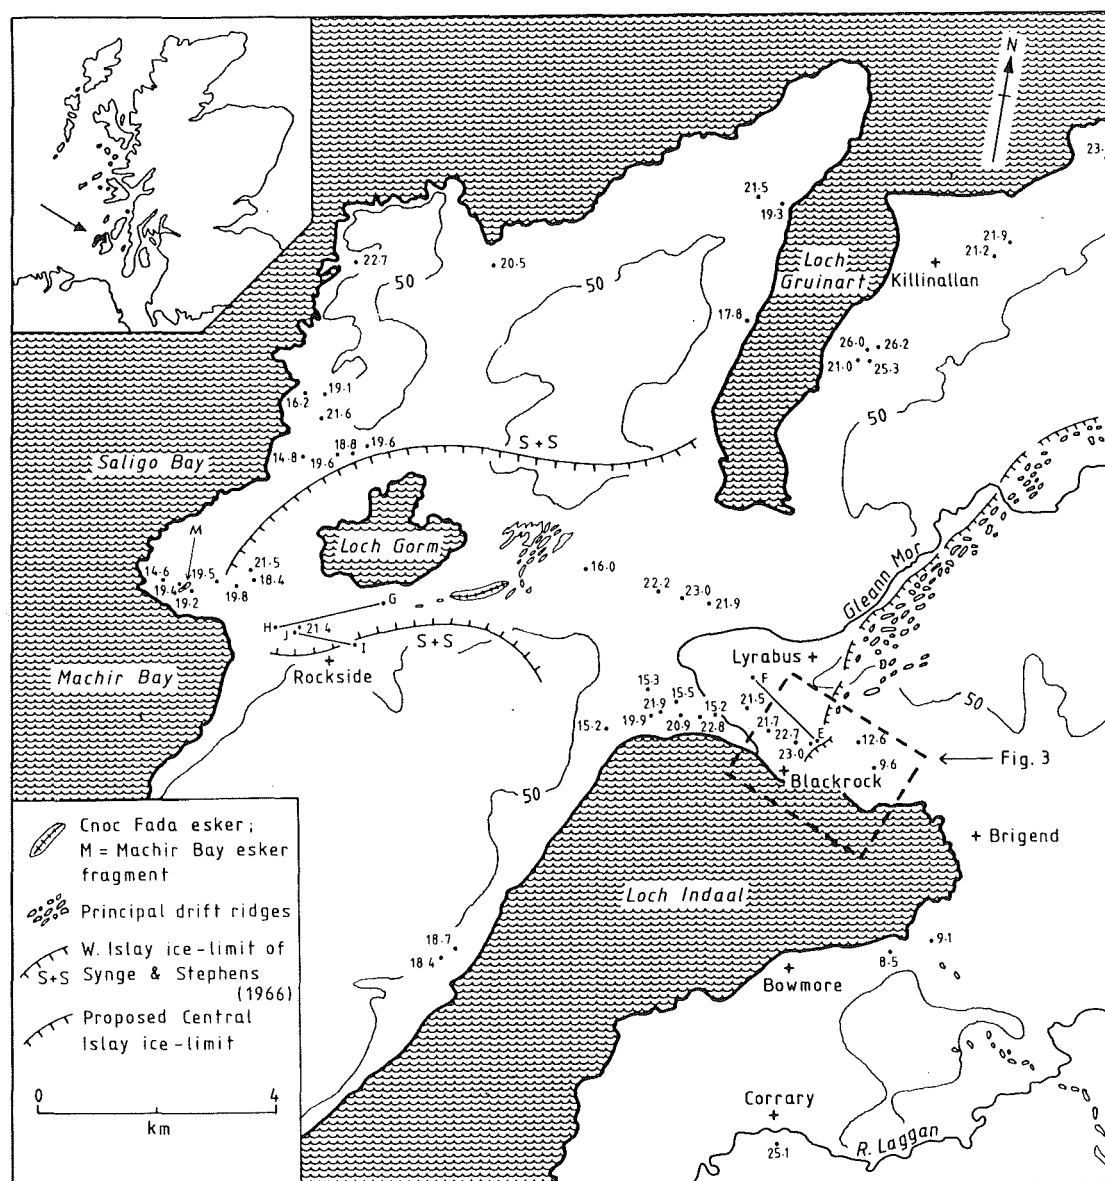 N
23·
21·5
19·3
21·9
21·2
Loch
Gruinart
Killinallan
22·7
20·5
50
50
17·8
26·0
26·2
21·0
25·3
19·1
16·2
21·6
50
18·8
19·6
14·8
19·6
S + S
Saligo Bay
M
Loch Gorm
Gleann Mor
14·6
19·5
21·5
18·4
19·4
19·2
19·8
16·0
22·2
23·0
21·9
G
H
J
21·4
I
S + S
Rockside
Machir Bay
Lyrabus
D
F
50
15·3
15·5
21·9
15·2
21·5
19·9
20·9
22·8
15·2
21·7
22·7
E
23·0
12·6
9·6
Fig. 3
Blackrock
50
Brigend
Loch Indaal
Cnoc Fada esker;
M = Machir Bay esker
fragment
Principal drift ridges
W. Islay ice-limit of
S+S Synge & Stephens
(1966)
Proposed Central
Islay ice-limit
0
4
km
18·7
18·4
9·1
8·5
Bowmore
Corrary
25·1
R. Laggan